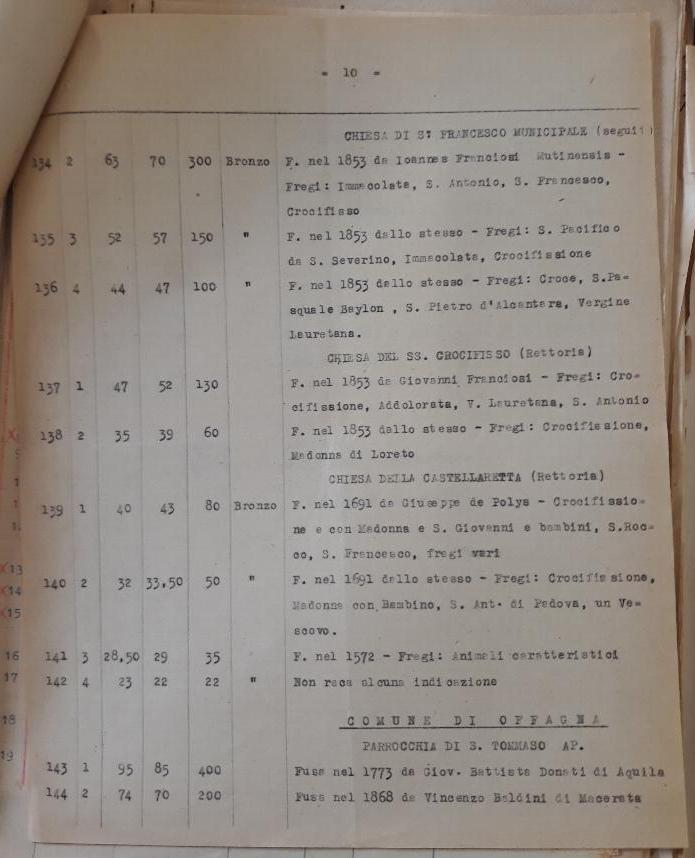 = 10 =
CHIESA DI S. FRANCESCO MUNICIPALE (seguit)
134 2 63 70 300 Bronzo F. nel 1853 da Ioannes Franciosi Mutinensis -
Fregi: Immacolata, S. Antonio, S. Francesco,
Crocifisso
135 3 52 57 150 " F. nel 1853 dallo stesso - Fregi: S. Pacifico
da S. Severino, Immacolata, Crocifissione
136 4 44 47 100 " F. nel 1853 dallo stesso - Fregi: Croce, S.Pa=
squale Baylon , S. Pietro d'Alcantara, Vergine
Lauretana.
CHIESA DEL SS. CROCIFISSO (Rettoria)
137 1 47 52 130 F. nel 1853 da Giovanni Franciosi - Fregi: Cro=
cifissione, Addolorata, V. Lauretana, S. Antonio
138 2 35 39 60 F. nel 1853 dallo stesso - Fregi: Crocifissione,
Madonna di Loreto
CHIESA DELLA CASTELLARETTA (Rettoria)
139 1 40 43 80 Bronzo F. nel 1691 da Giuseppe de Polys - Crocifissio=
ne e con Madonna e S. Giovanni e bambini, S.Roc=
co, S. Francesco, fregi vari
13
140 2 32 33,50 50 " F. nel 1691 dallo stesso - Fregi: Crocifissione,
14
Madonna con Bambino, S. Ant. di Padova, un Ve=
15
scovo.
16 141 3 28,50 29 35 F. nel 1572 - Fregi: Animali caratteristici
17 142 4 23 22 22 " Non reca alcuna indicazione
18 COMUNE DI OFFAGNA
19 PARROCCHIA DI S. TOMMASO AP.
143 1 95 85 400 Fusa nel 1773 da Giov. Battista Donati di Aquila
144 2 74 70 200 Fusa nel 1868 da Vincenzo Baldini di Macerata